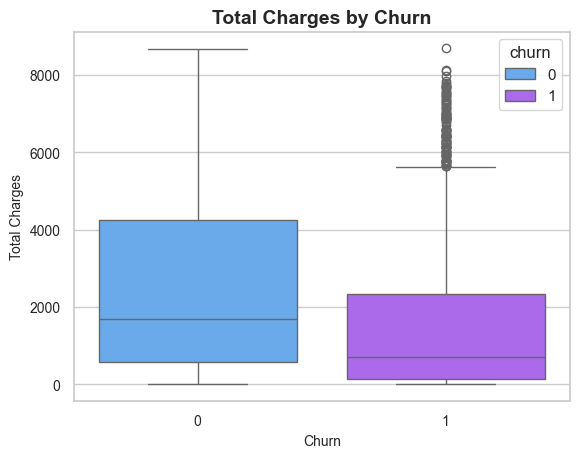 Total Charges by Churn
churn
0
1
8000
6000
4000
2000
0
Total Charges
0
1
Churn